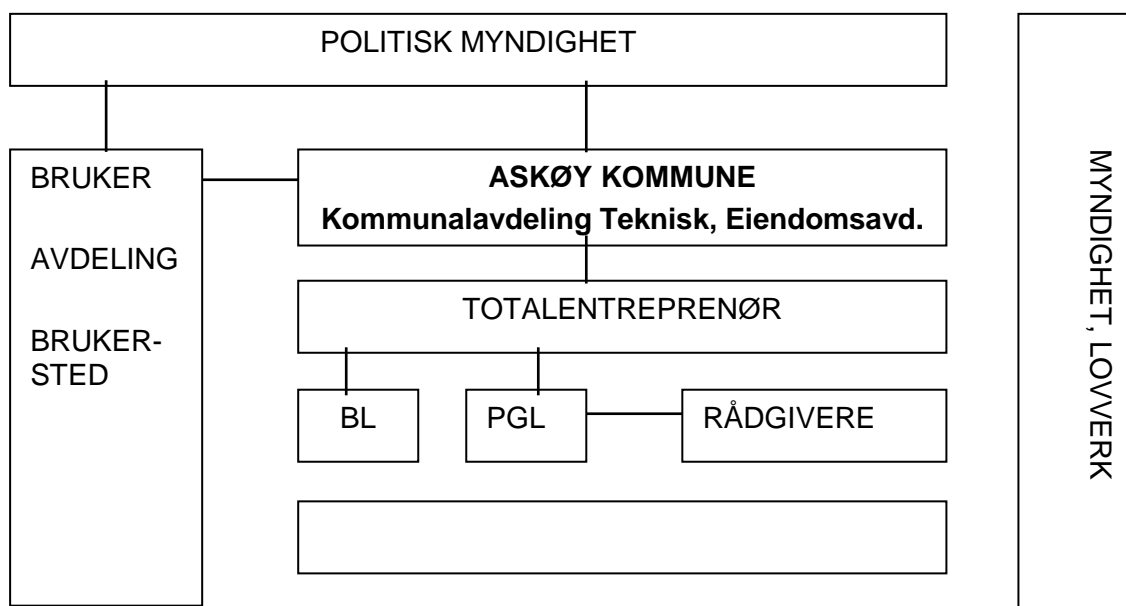 POLITISK MYNDIGHET
BRUKER
AVDELING
BRUKER-
STED
ASKØY KOMMUNE
Kommunalavdeling Teknisk, Eiendomsavd.
TOTALENTREPRENØR
BL
PGL
RÅDGIVERE
MYNDIGHET, LOVVERK